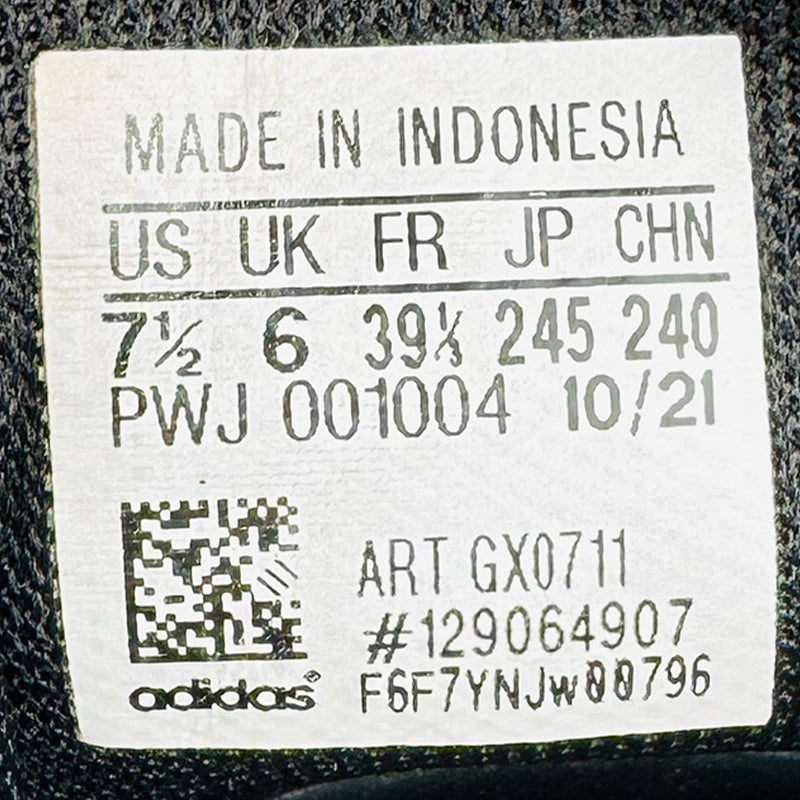 MADE IN INDONESIA
US UK FR JP CHN
7½ 6 39⅓ 245 240
PWJ 001004 10/21
ART GX0711
#129064907
adidas® F6F7YNJw00796